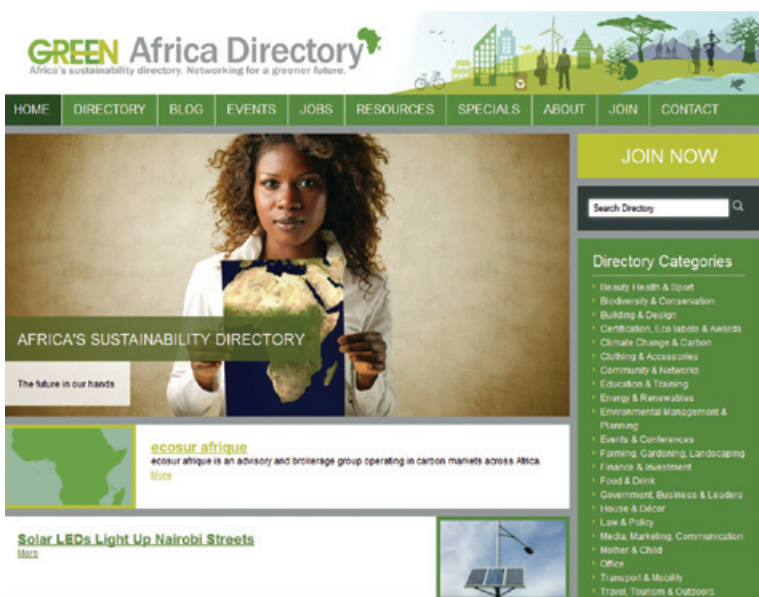 GREEN Africa Directory
Africa's sustainability directory. Networking for a greener future.
HOME DIRECTORY BLOG EVENTS JOBS RESOURCES SPECIALS ABOUT JOIN CONTACT
AFRICA'S SUSTAINABILITY DIRECTORY
The future in our hands
ecosur afrique
ecosur afrique is an advisory and brokerage group operating in carbon markets across Africa.
More
Solar LEDs Light Up Nairobi Streets
More
JOIN NOW
Search Directory
Directory Categories
Beauty, Health & Sport
Biodiversity & Conservation
Building & Design
Certification, Eco labels & Awards
Climate Change & Carbon
Clothing & Accessories
Community & Networks
Education & Training
Energy & Renewables
Environmental Management &
Planning
Events & Conferences
Farming, Gardening, Landscaping
Finance & Investment
Food & Drink
Government, Business & Leaders
House & Décor
Law & Policy
Media, Marketing, Communication
Mother & Child
Office
Transport & Mobility
Travel, Tourism & Outdoors